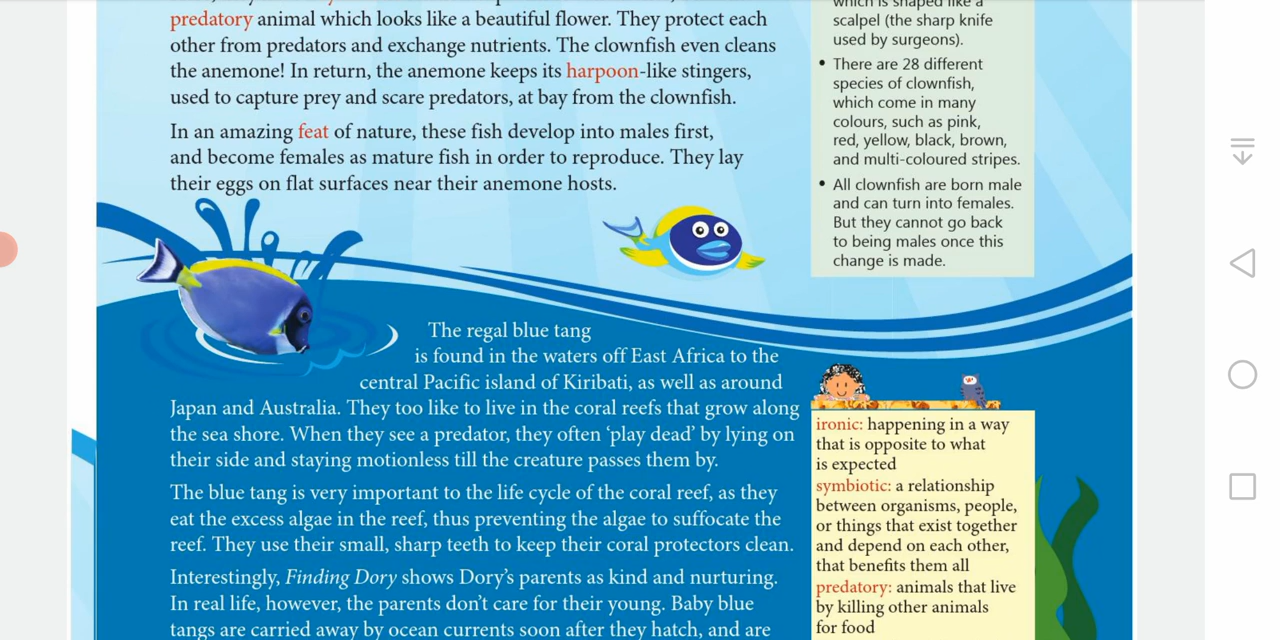 predatory animal which looks like a beautiful flower. They protect each
other from predators and exchange nutrients. The clownfish even cleans
the anemone! In return, the anemone keeps its harpoon-like stingers,
used to capture prey and scare predators, at bay from the clownfish.
In an amazing feat of nature, these fish develop into males first,
and become females as mature fish in order to reproduce. They lay
their eggs on flat surfaces near their anemone hosts.
which is shaped like a
scalpel (the sharp knife
used by surgeons).
• There are 28 different
species of clownfish,
which come in many
colours, such as pink,
red, yellow, black, brown,
and multi-coloured stripes.
• All clownfish are born male
and can turn into females.
But they cannot go back
to being males once this
change is made.
The regal blue tang
is found in the waters off East Africa to the
central Pacific island of Kiribati, as well as around
Japan and Australia. They too like to live in the coral reefs that grow along
the sea shore. When they see a predator, they often ‘play dead’ by lying on
their side and staying motionless till the creature passes them by.
The blue tang is very important to the life cycle of the coral reef, as they
eat the excess algae in the reef, thus preventing the algae to suffocate the
reef. They use their small, sharp teeth to keep their coral protectors clean.
Interestingly, Finding Dory shows Dory’s parents as kind and nurturing.
In real life, however, the parents don’t care for their young. Baby blue
tangs are carried away by ocean currents soon after they hatch, and are
ironic: happening in a way
that is opposite to what
is expected
symbiotic: a relationship
between organisms, people,
or things that exist together
and depend on each other,
that benefits them all
predatory: animals that live
by killing other animals
for food